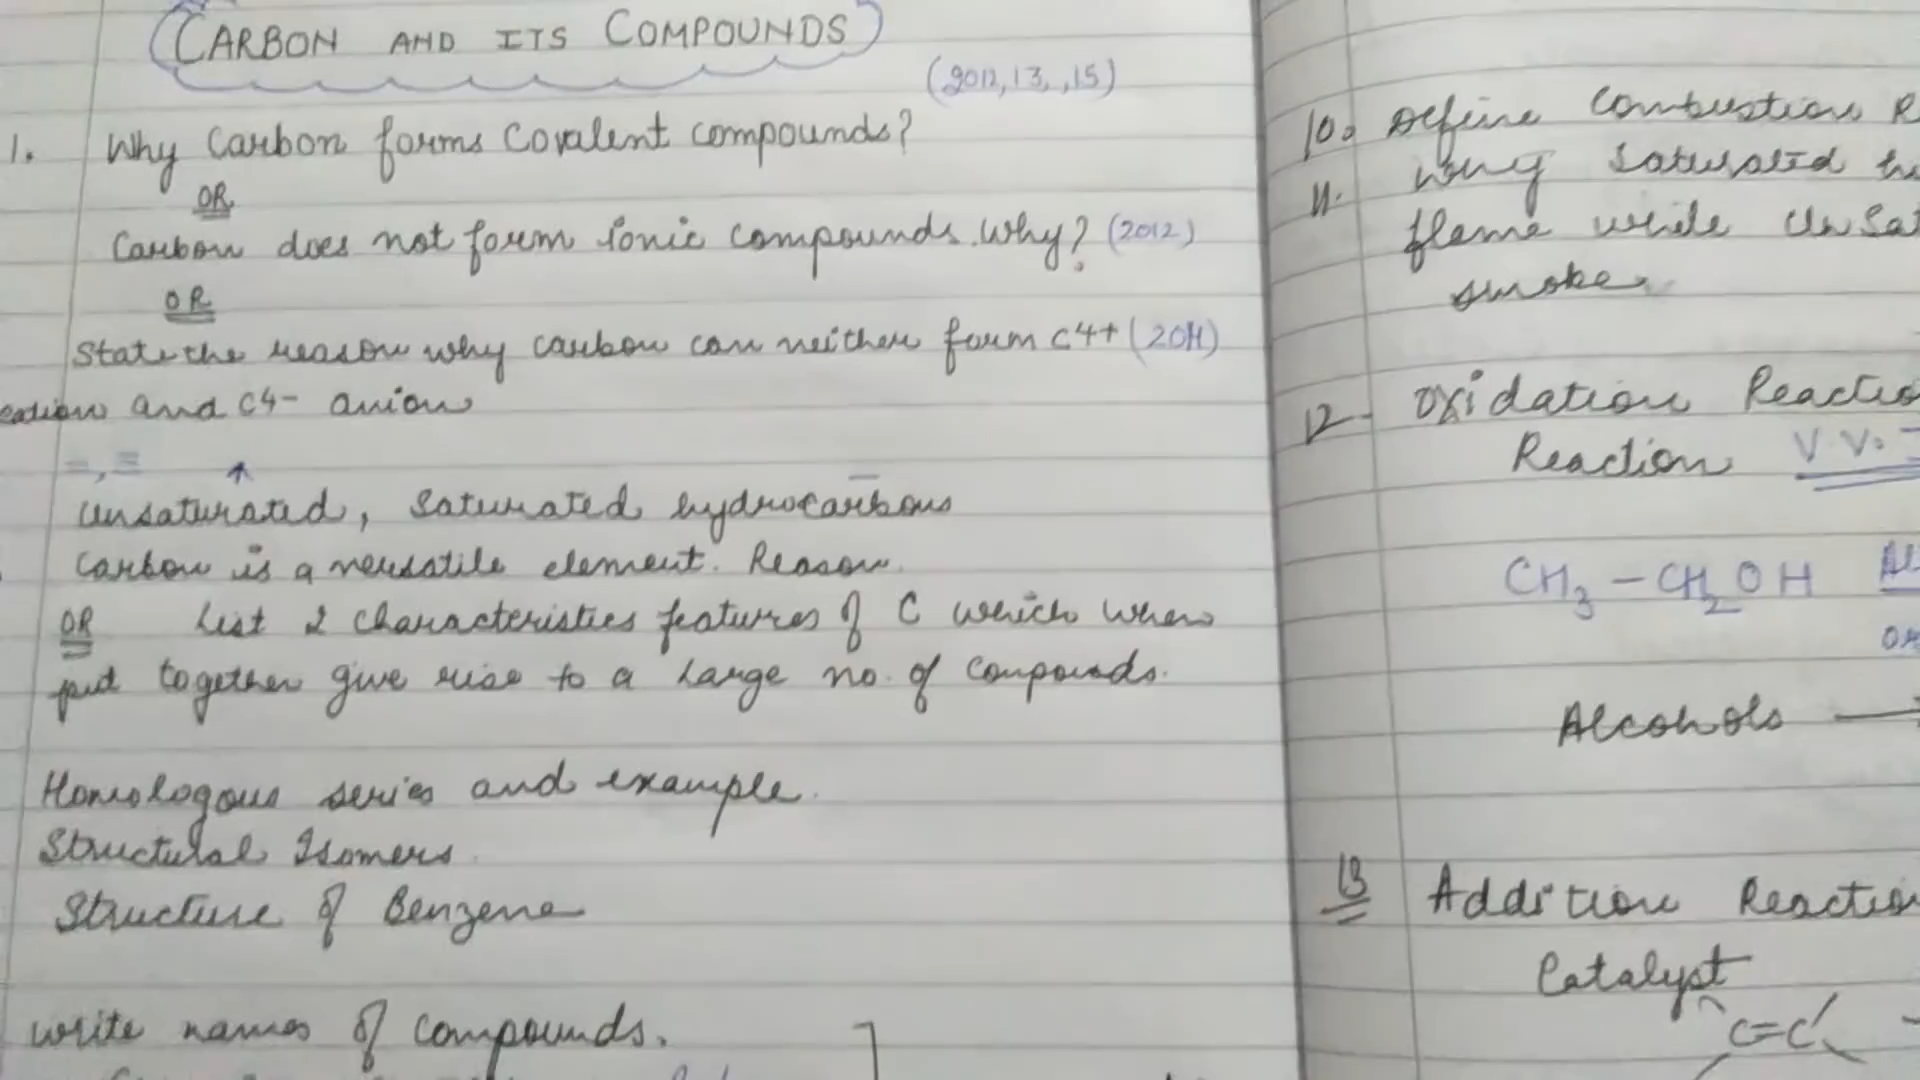 CARBON AND ITS COMPOUNDS
(2012, 13, ,15)
1. Why Carbon forms Covalent compounds?
OR
Carbon does not form ionic compounds. Why? (2012)
OR
State the reason why carbon can neither form C4+ (2011)
cation and C4- anion
=, ≡
Unsaturated, Saturated hydrocarbons
Carbon is a versatile element. Reason.
OR List 2 characteristics features of C which when
put together give rise to a large no. of compounds.
Homologous series and example.
Structural Isomers.
Structure of Benzene
write names of compounds.
10. Define Combustion R
11. Why Saturated
flame while UnSat
smoke.
12. Oxidation Reactio
Reaction V V.
CH3 - CH2OH
Alcohols →
13 Addition Reactio
Catalyst
C=C